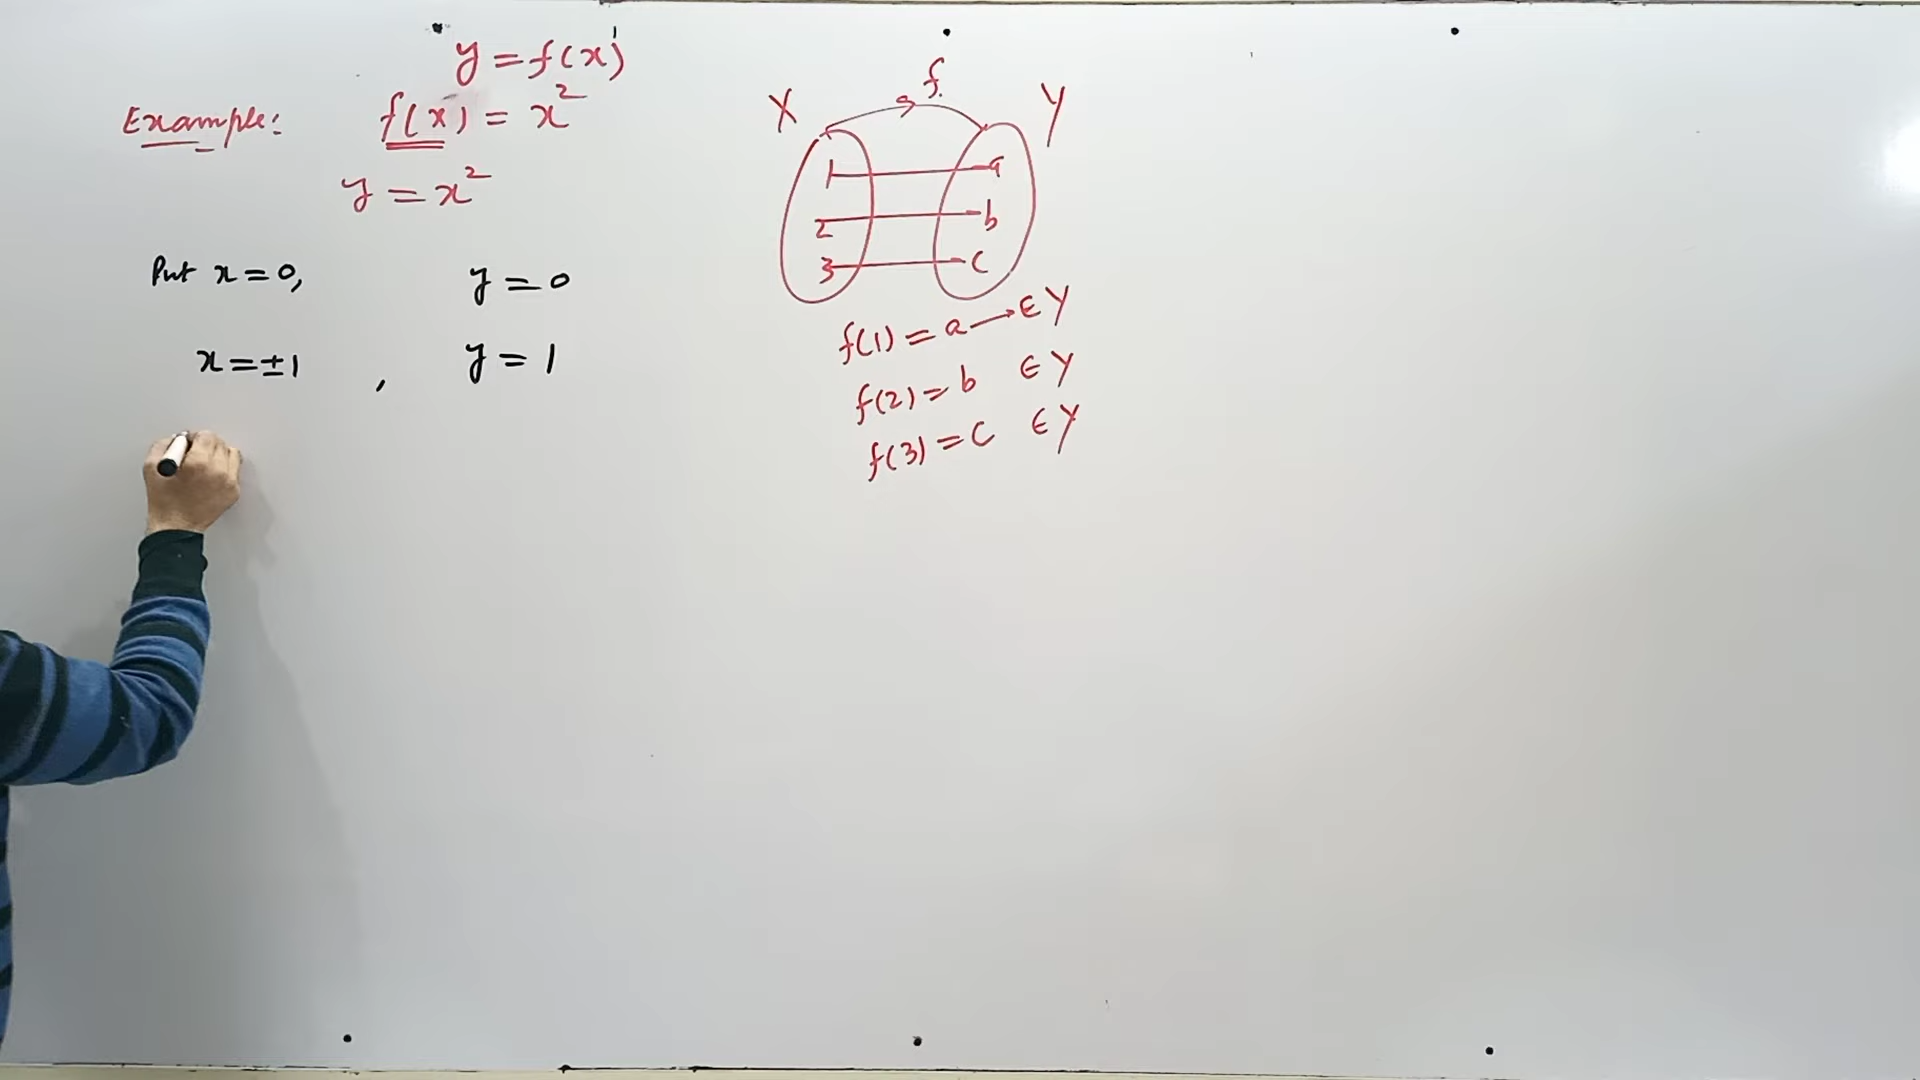 y = f(x)
Example: f(x) = x²
y = x²
Put x = 0, y = 0
x = ±1 , y = 1
f
X Y
1 a
2 b
3 c
f(1) = a → ∈ Y
f(2) = b ∈ Y
f(3) = c ∈ Y